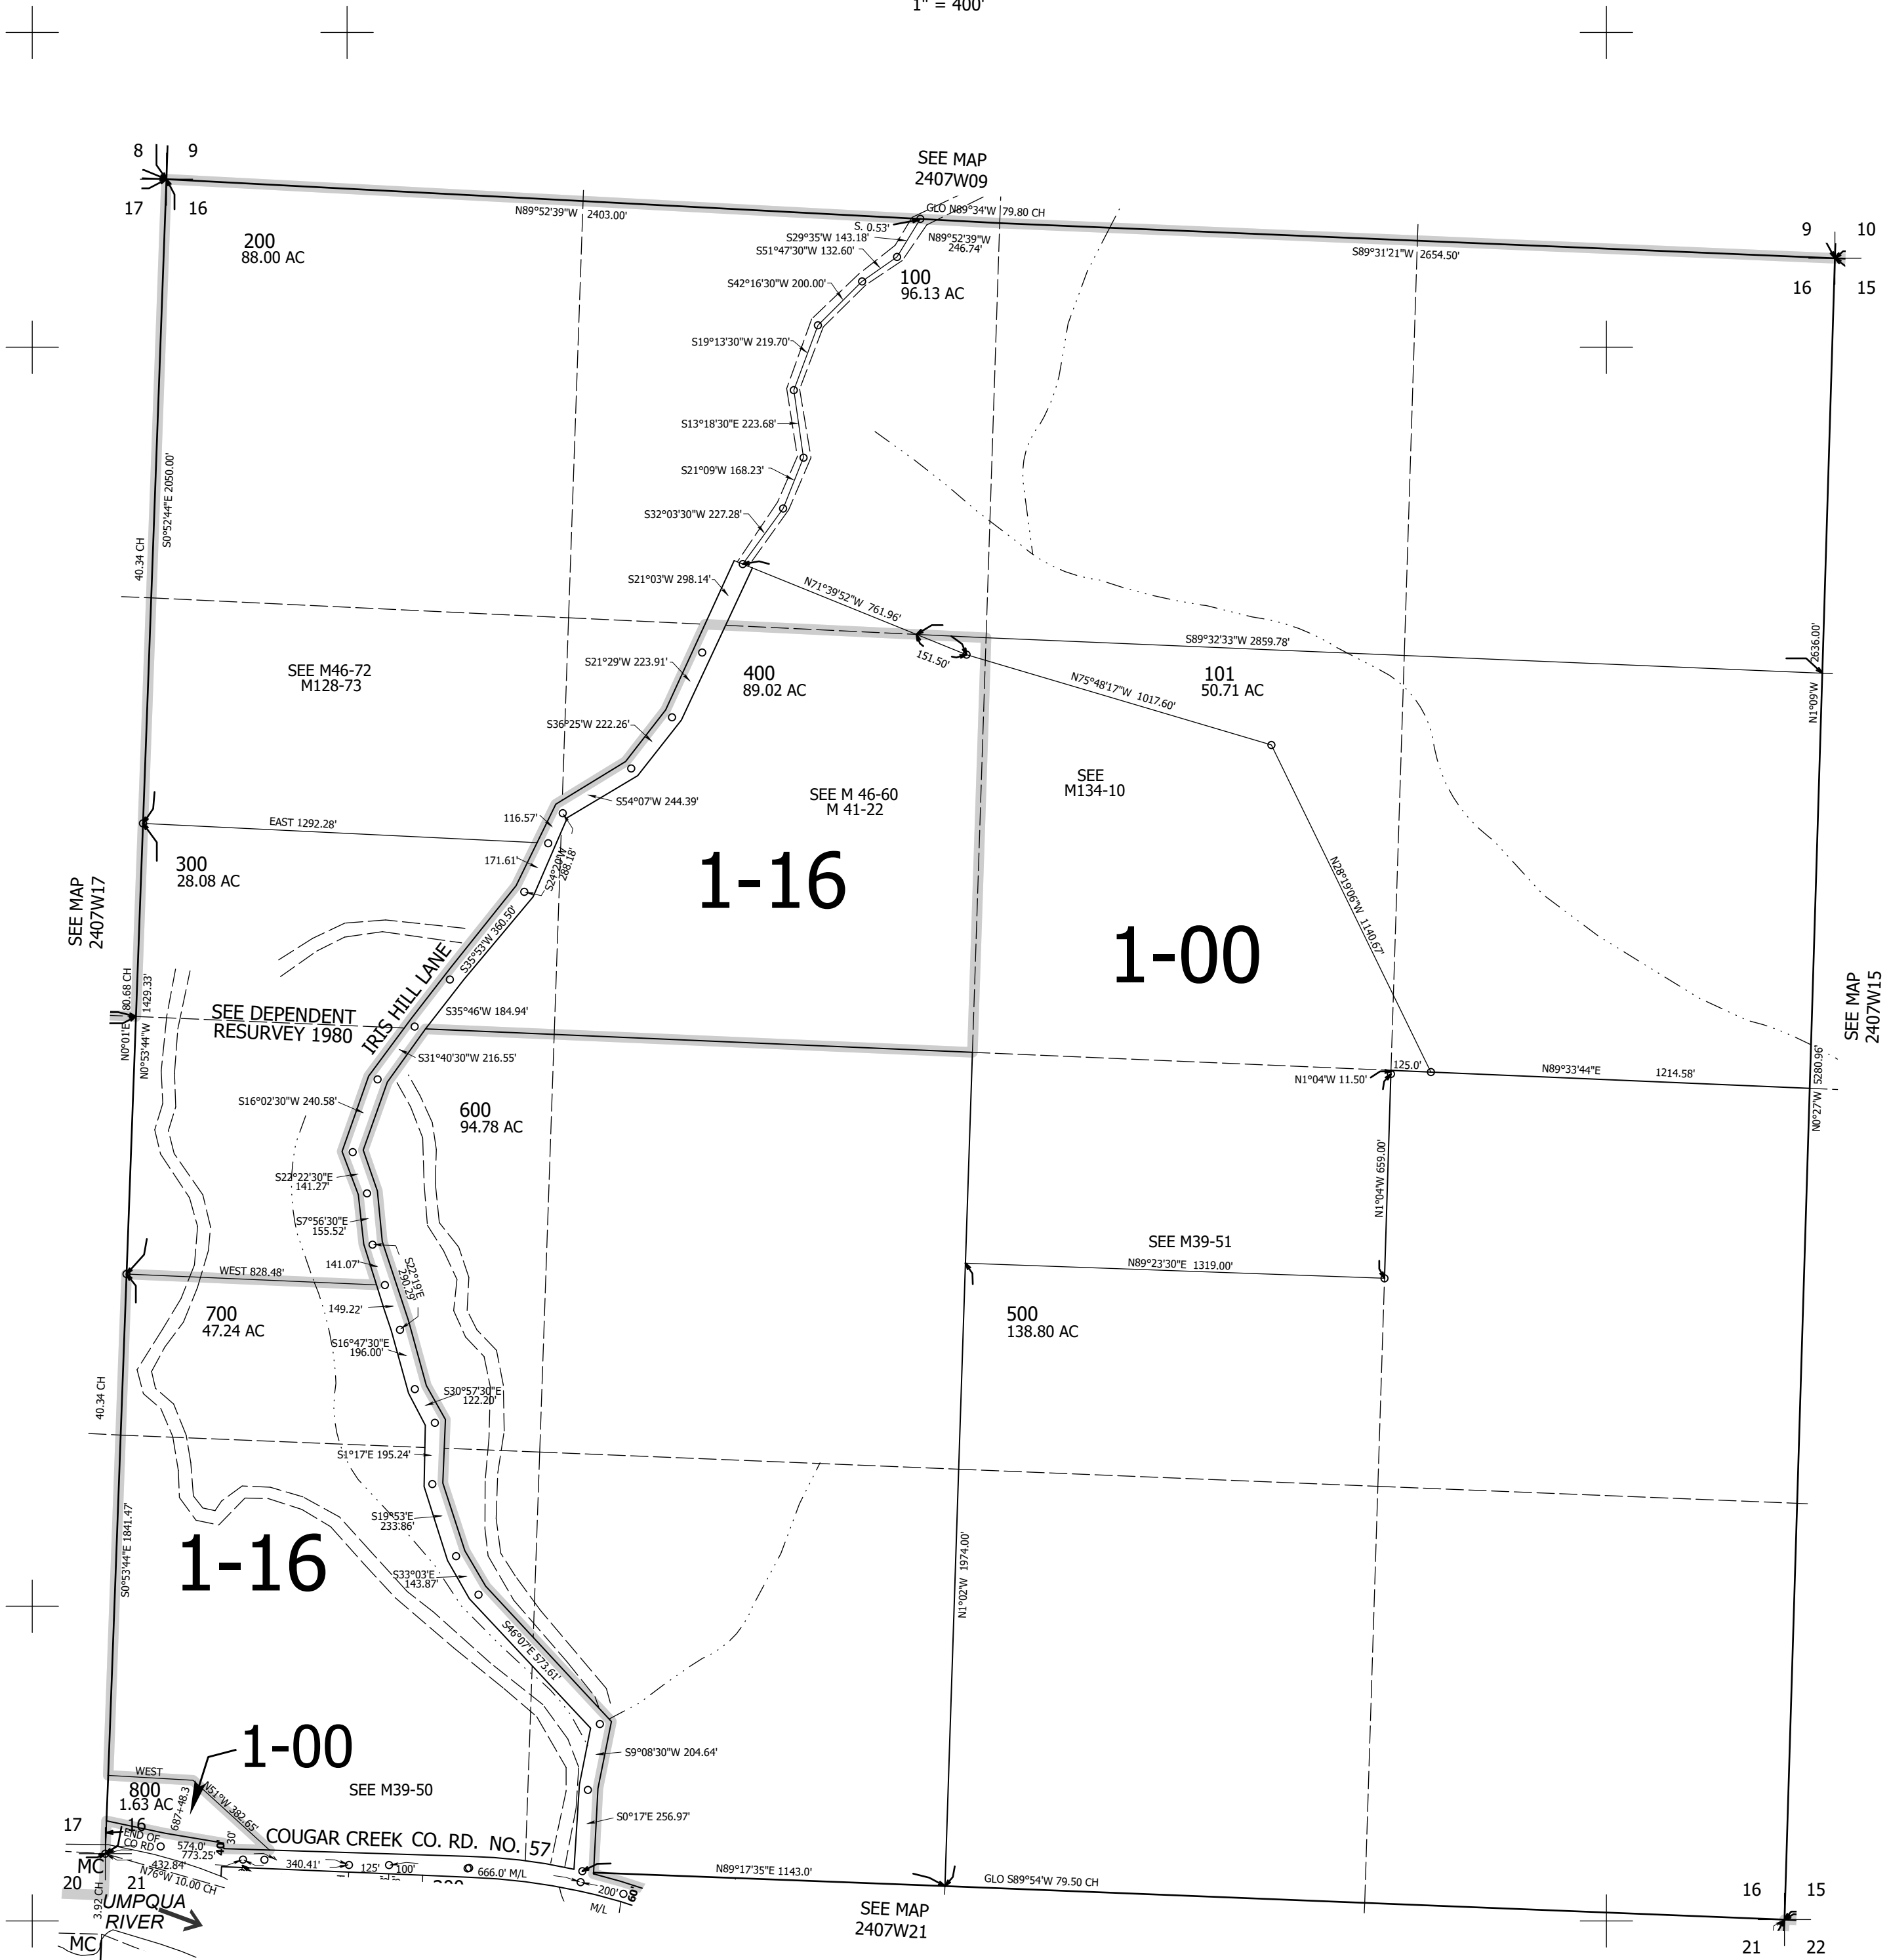 1" = 400'
8 9
17 16
SEE MAP
2407W09
GLO N89°34'W 79.80 CH
N89°52'39"W 2403.00'
S. 0.53'
S29°35'W 143.18'
N89°52'39"W
246.74'
S51°47'30"W 132.60'
9 10
16 15
S89°31'21"W 2654.50'
200
88.00 AC
100
96.13 AC
S42°16'30"W 200.00'
S19°13'30"W 219.70'
S13°18'30"E 223.68'
S21°09'W 168.23'
S32°03'30"W 227.28'
S0°52'44"E 2050.00'
40.34 CH
S21°03'W 298.14'
N71°39'52"W 761.96'
151.50'
S89°32'33"W 2859.78'
2636.00'
N1°09'W
SEE M46-72
M128-73
S21°29'W 223.91'
400
89.02 AC
N75°48'17"W 1017.60'
101
50.71 AC
S36°25'W 222.26'
S54°07'W 244.39'
SEE M 46-60
M 41-22
SEE
M134-10
EAST 1292.28'
116.57'
171.61'
S24°20'W
288.18'
300
28.08 AC
1-16
1-00
N28°19'06"W 1140.67'
SEE MAP
2407W17
SEE MAP
2407W15
S35°53'W 360.50'
IRIS HILL LANE
N0°01'E 80.68 CH
N0°53'44"W 1429.33'
SEE DEPENDENT
RESURVEY 1980
S35°46'W 184.94'
S31°40'30"W 216.55'
125.0'
N1°04'W 11.50'
N89°33'44"E 1214.58'
N0°27'W 5280.96'
S16°02'30"W 240.58'
600
94.78 AC
S22°22'30"E
141.27'
N1°04'W 659.00'
S7°56'30"E
155.52'
SEE M39-51
N89°23'30"E 1319.00'
141.07'
S22°19'E
290.29'
WEST 828.48'
149.22'
700
47.24 AC
500
138.80 AC
S16°47'30"E
196.00'
S30°57'30"E
122.20'
40.34 CH
S1°17'E 195.24'
S19°53'E
233.86'
S0°53'44"E 1841.47'
1-16
S33°03'E
143.87'
N1°02'W 1974.00'
S46°07'E 573.61'
1-00
S9°08'30"W 204.64'
WEST
800
1.63 AC
N51°W 382.65'
687+48.3
SEE M39-50
S0°17'E 256.97'
17 16
END OF
CO RD
574.0'
773.25'
40'
30'
COUGAR CREEK CO. RD. NO. 57
432.84'
340.41'
125'
100'
666.0' M/L
200'
M/L
60'
N89°17'35"E 1143.0'
GLO S89°54'W 79.50 CH
MC
N76°W 10.00 CH
20 21
3.92 CH
UMPQUA
RIVER
MC
SEE MAP
2407W21
16 15
21 22